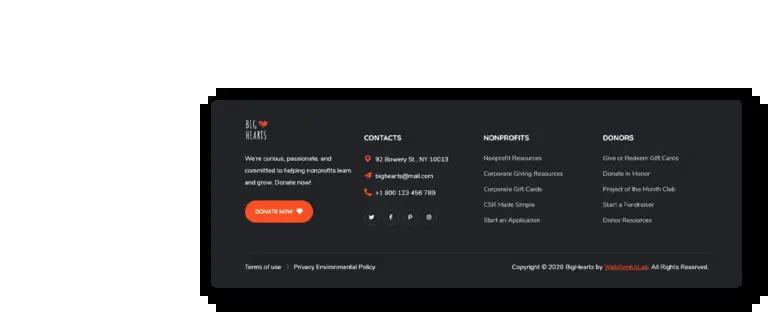 BIG
HEARTS
We're curious, passionate, and
committed to helping nonprofits learn
and grow. Donate now!
DONATE NOW
CONTACTS
92 Bowery St., NY 10013
bighearts@mail.com
+1 800 123 456 789
NONPROFITS
Nonprofit Resources
Corporate Giving Resources
Corporate Gift Cards
CSR Made Simple
Start an Application
DONORS
Give or Redeem Gift Cards
Donate in Honor
Project of the Month Club
Start a Fundraiser
Donor Resources
Terms of use | Privacy Environmental Policy
Copyright © 2020 BigHearts by WebGeniusLab. All Rights Reserved.